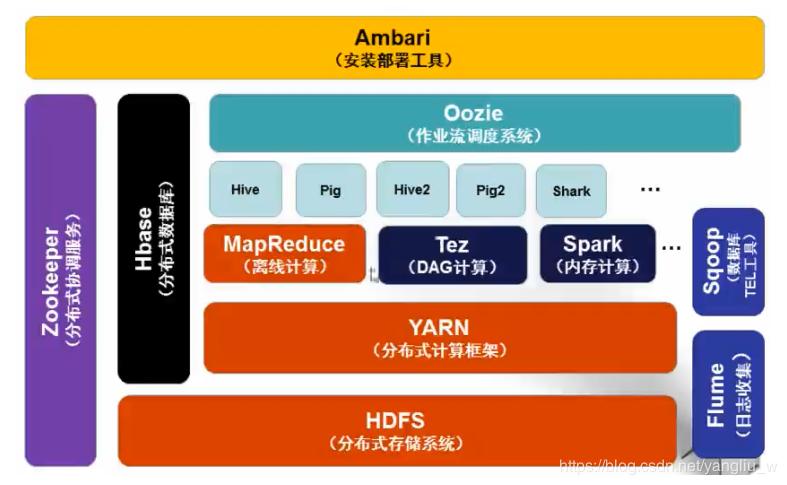 Ambari
（安装部署工具）
Zookeeper
（分布式协调服务）
Hbase
（分布式数据库）
Oozie
（作业流调度系统）
Hive
Pig
Hive2
Pig2
Shark
...
MapReduce
（离线计算）
Tez
（DAG计算）
Spark
（内存计算）
...
Sqoop
（数据库
TEL工具）
YARN
（分布式计算框架）
Flume
（日志收集）
HDFS
（分布式存储系统）
https://blog.csdn.net/yangliu_w